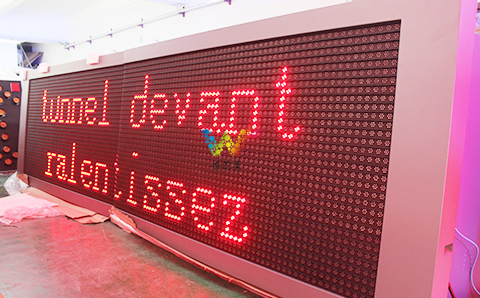 tunnel devant
ralentissez